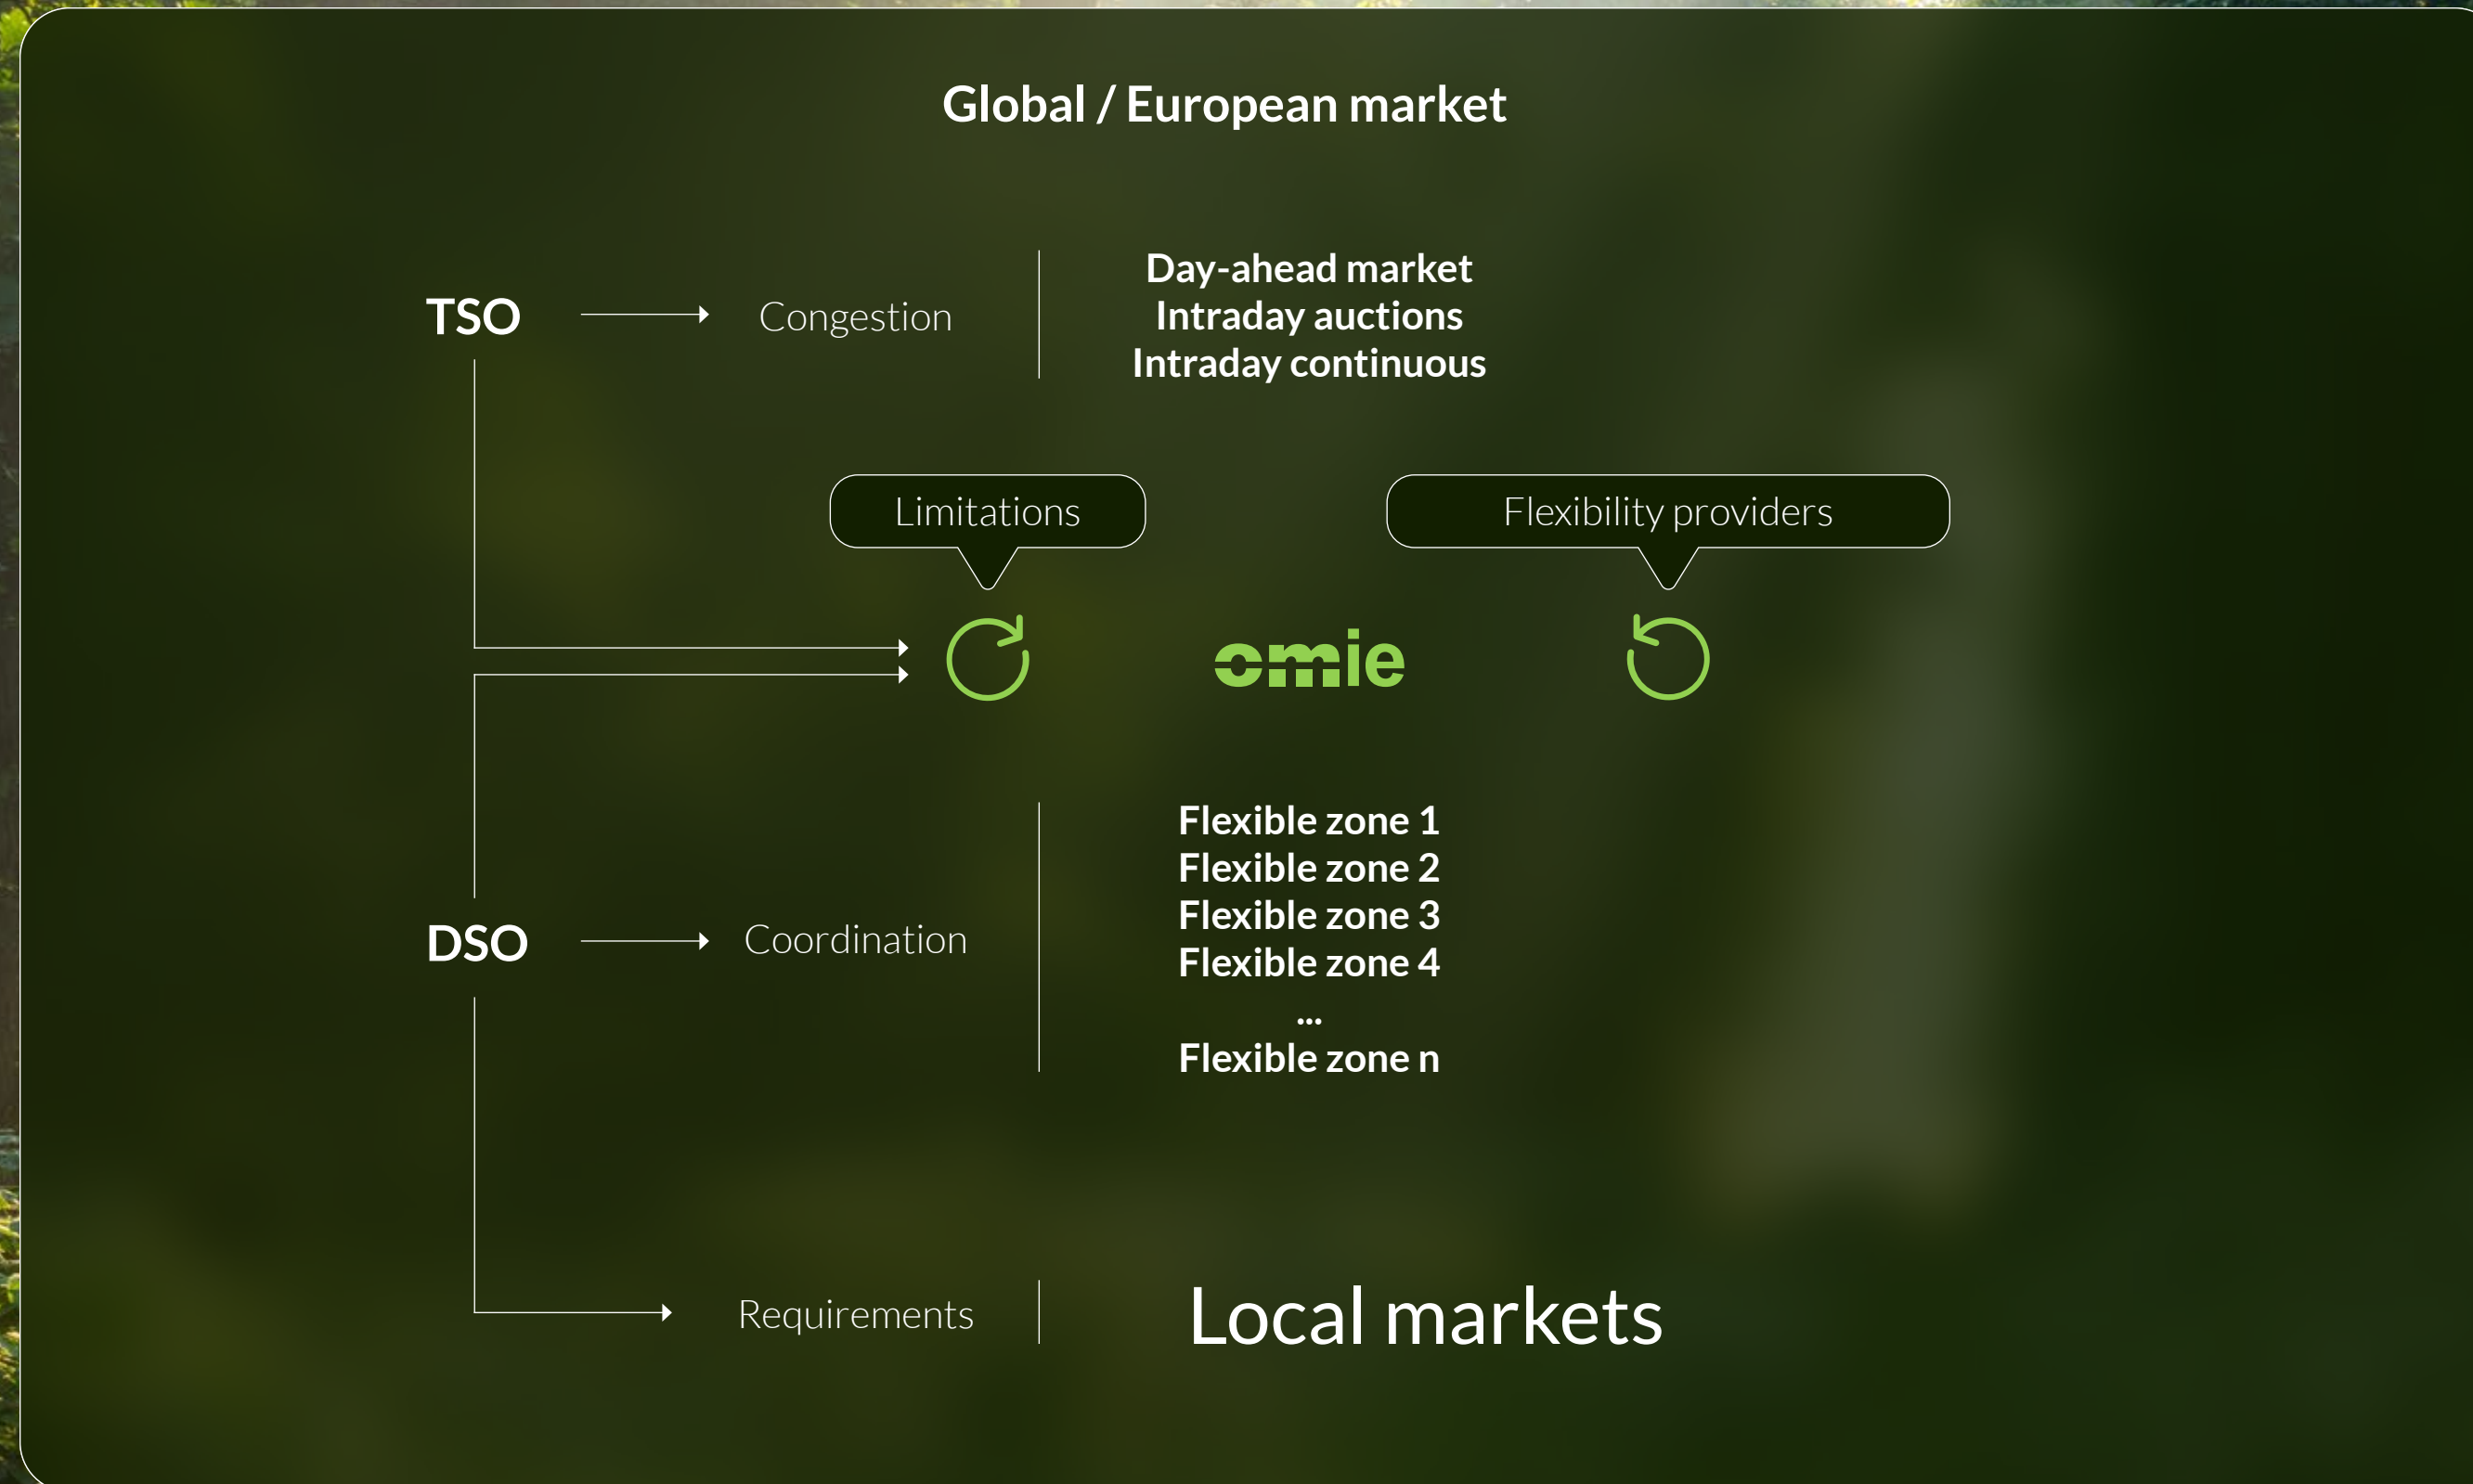 Global / European market
TSO
Congestion
Day-ahead market
Intraday auctions
Intraday continuous
Limitations
Flexibility providers
omie
DSO
Coordination
Flexible zone 1
Flexible zone 2
Flexible zone 3
Flexible zone 4
...
Flexible zone n
Requirements
Local markets